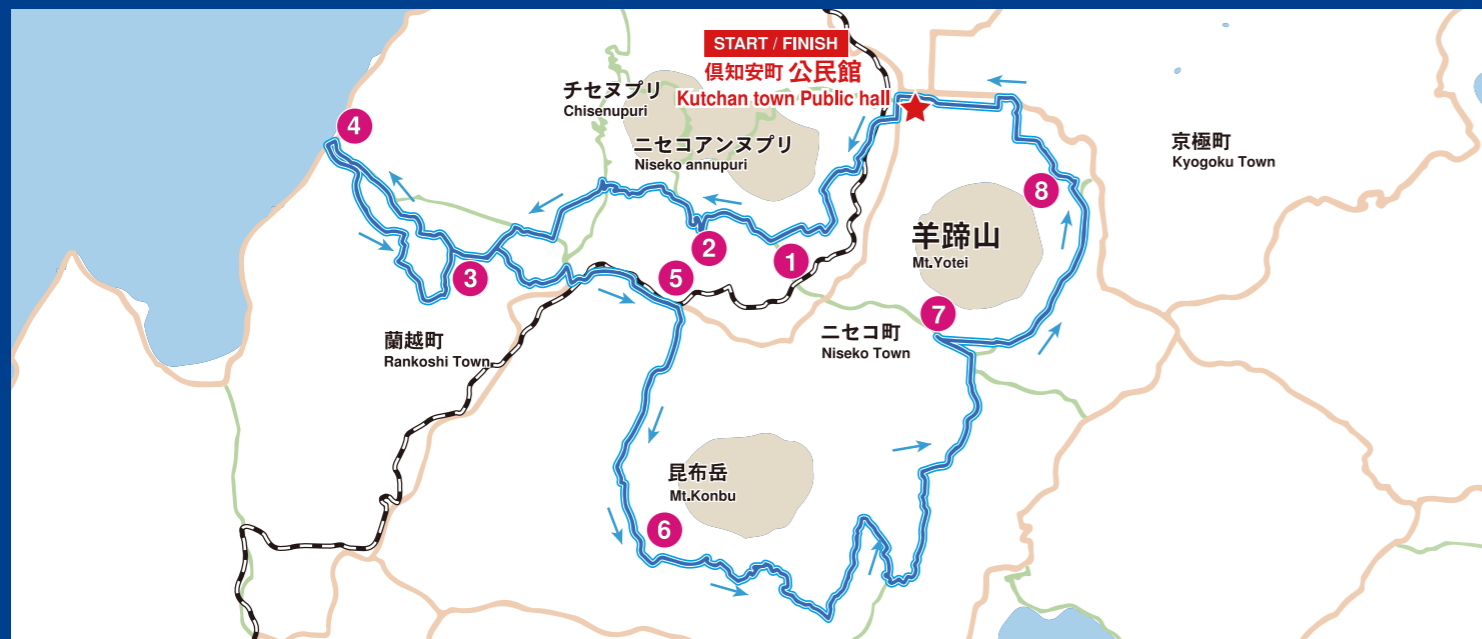 START / FINISH
倶知安町 公民館
Kutchan town Public hall
チセヌプリ
Chisenupuri
ニセコアンヌプリ
Niseko annupuri
京極町
Kyogoku Town
4
8
羊蹄山
Mt.Yotei
2
1
3
5
7
蘭越町
Rankoshi Town
ニセコ町
Niseko Town
昆布岳
Mt.Konbu
6